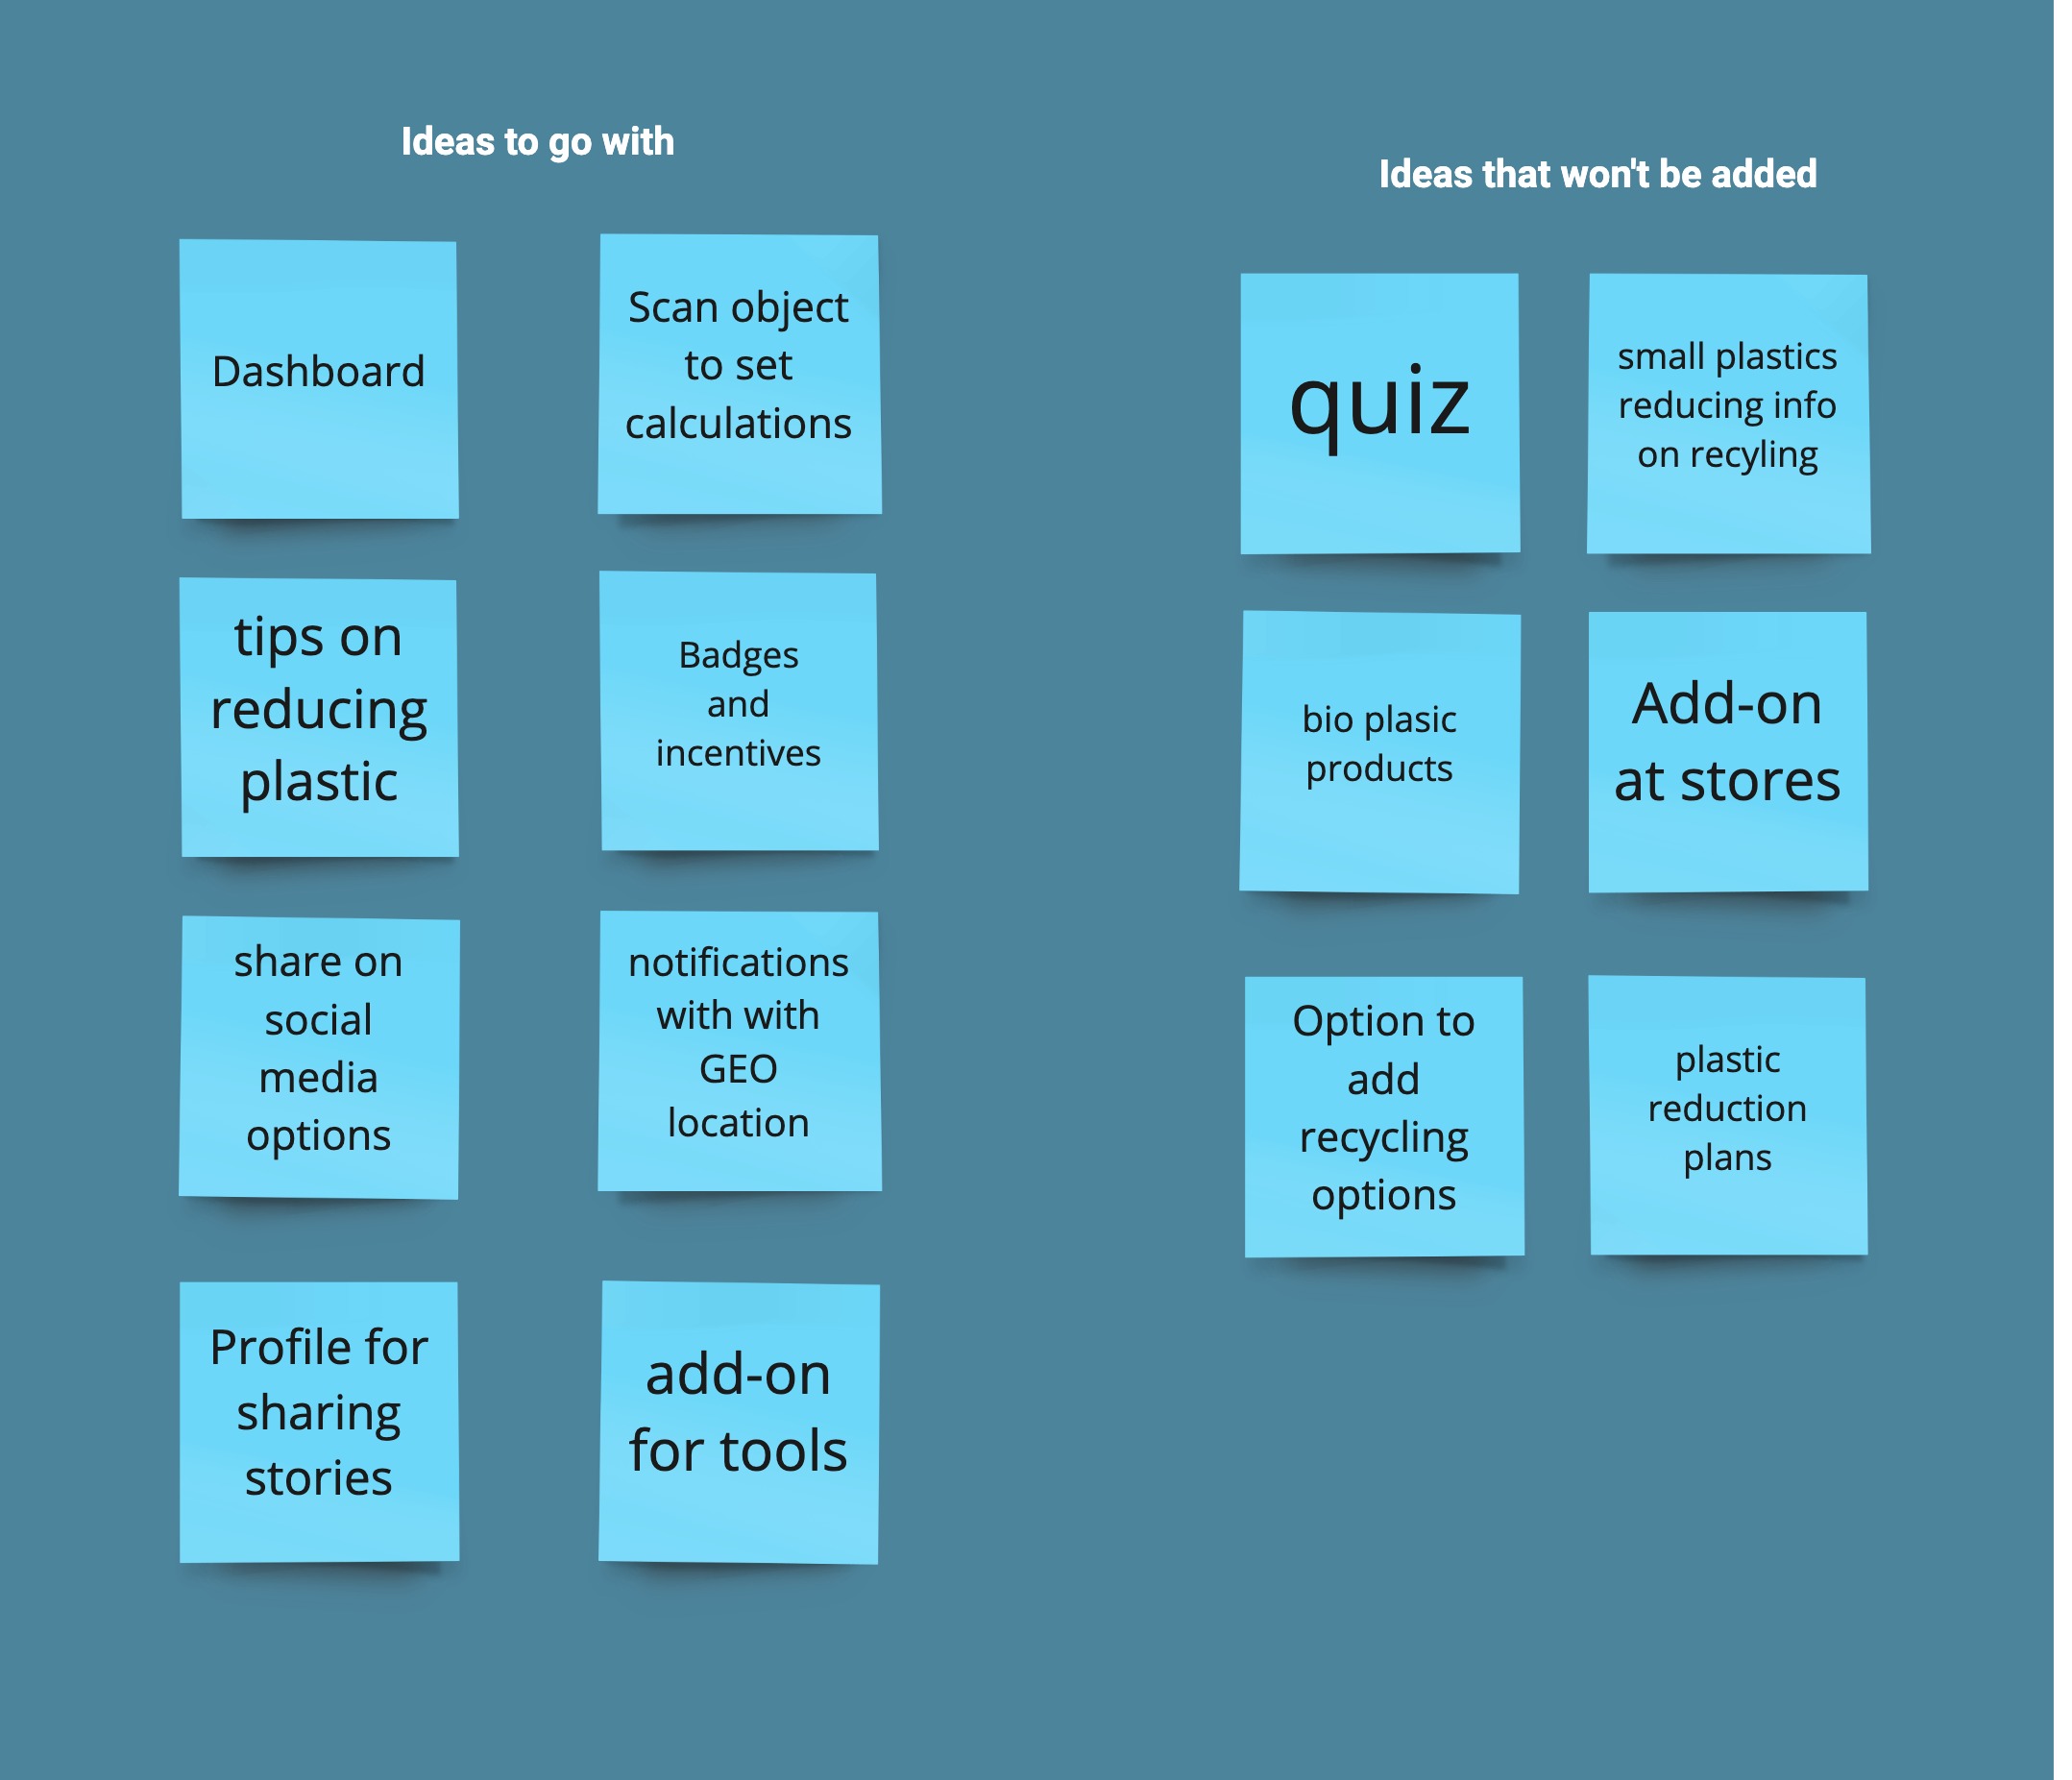 Ideas to go with
Dashboard
Scan object
to set
calculations
tips on
reducing
plastic
Badges
and
incentives
share on
social
media
options
notifications
with with
GEO
location
Profile for
sharing
stories
add-on
for tools
Ideas that won't be added
quiz
small plastics
reducing info
on recyling
bio plasic
products
Add-on
at stores
Option to
add
recycling
options
plastic
reduction
plans